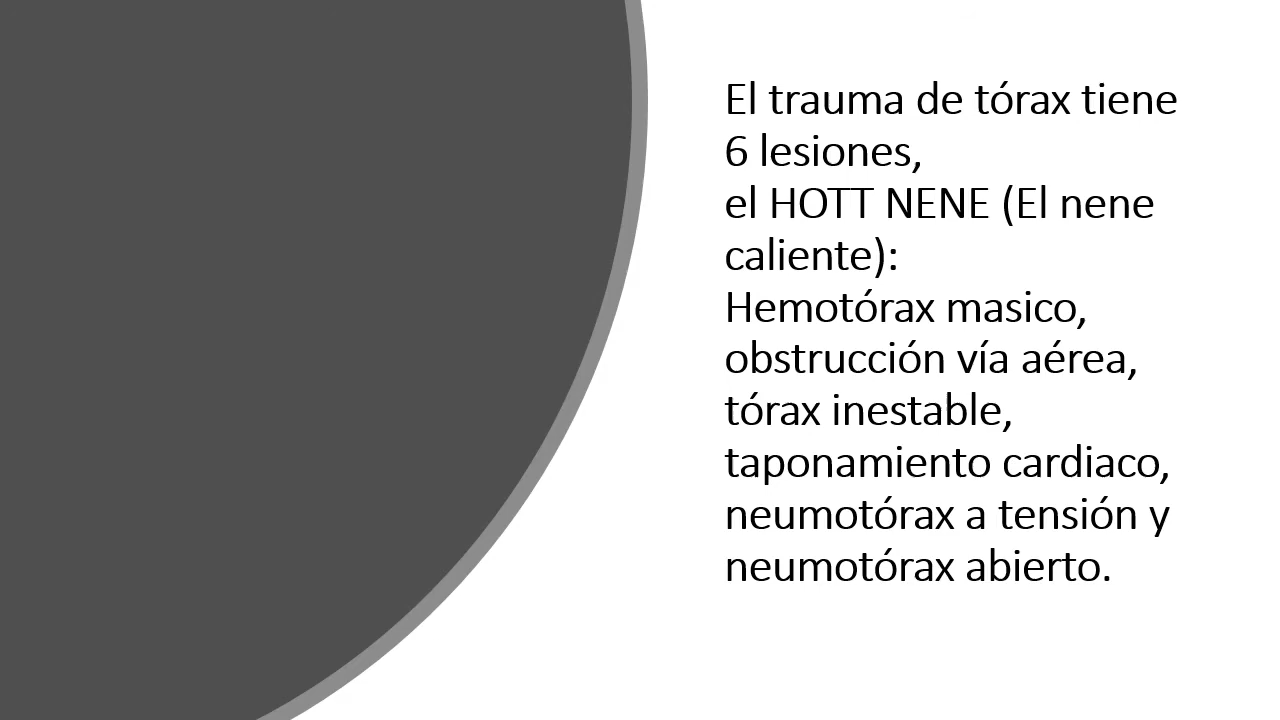 El trauma de tórax tiene
6 lesiones,
el HOTT NENE (El nene
caliente):
Hemotórax masico,
obstrucción vía aérea,
tórax inestable,
taponamiento cardiaco,
neumotórax a tensión y
neumotórax abierto.